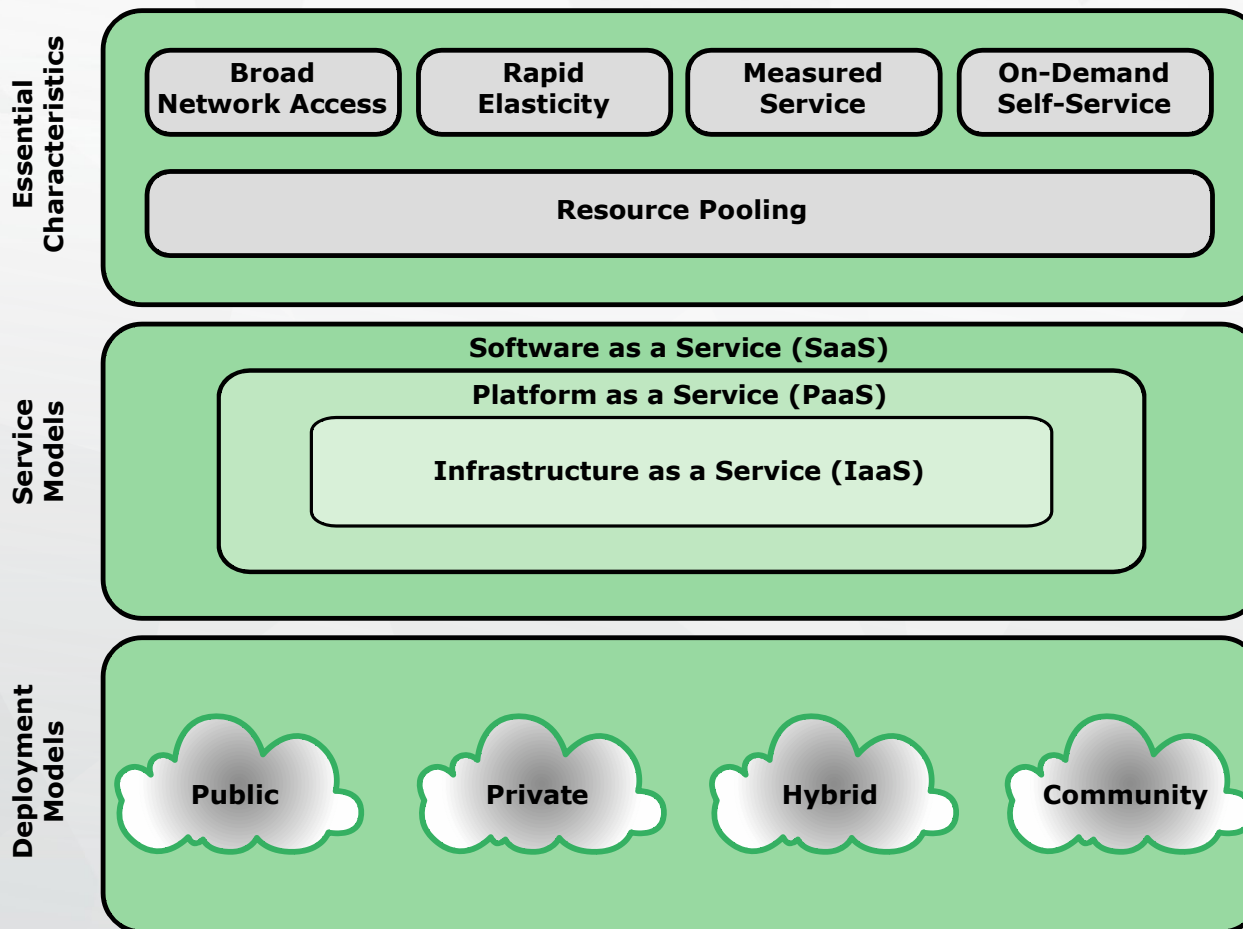 Essential
Characteristics
Broad
Network Access
Rapid
Elasticity
Measured
Service
On-Demand
Self-Service
Resource Pooling
Service
Models
Software as a Service (SaaS)
Platform as a Service (PaaS)
Infrastructure as a Service (IaaS)
Deployment
Models
Public
Private
Hybrid
Community